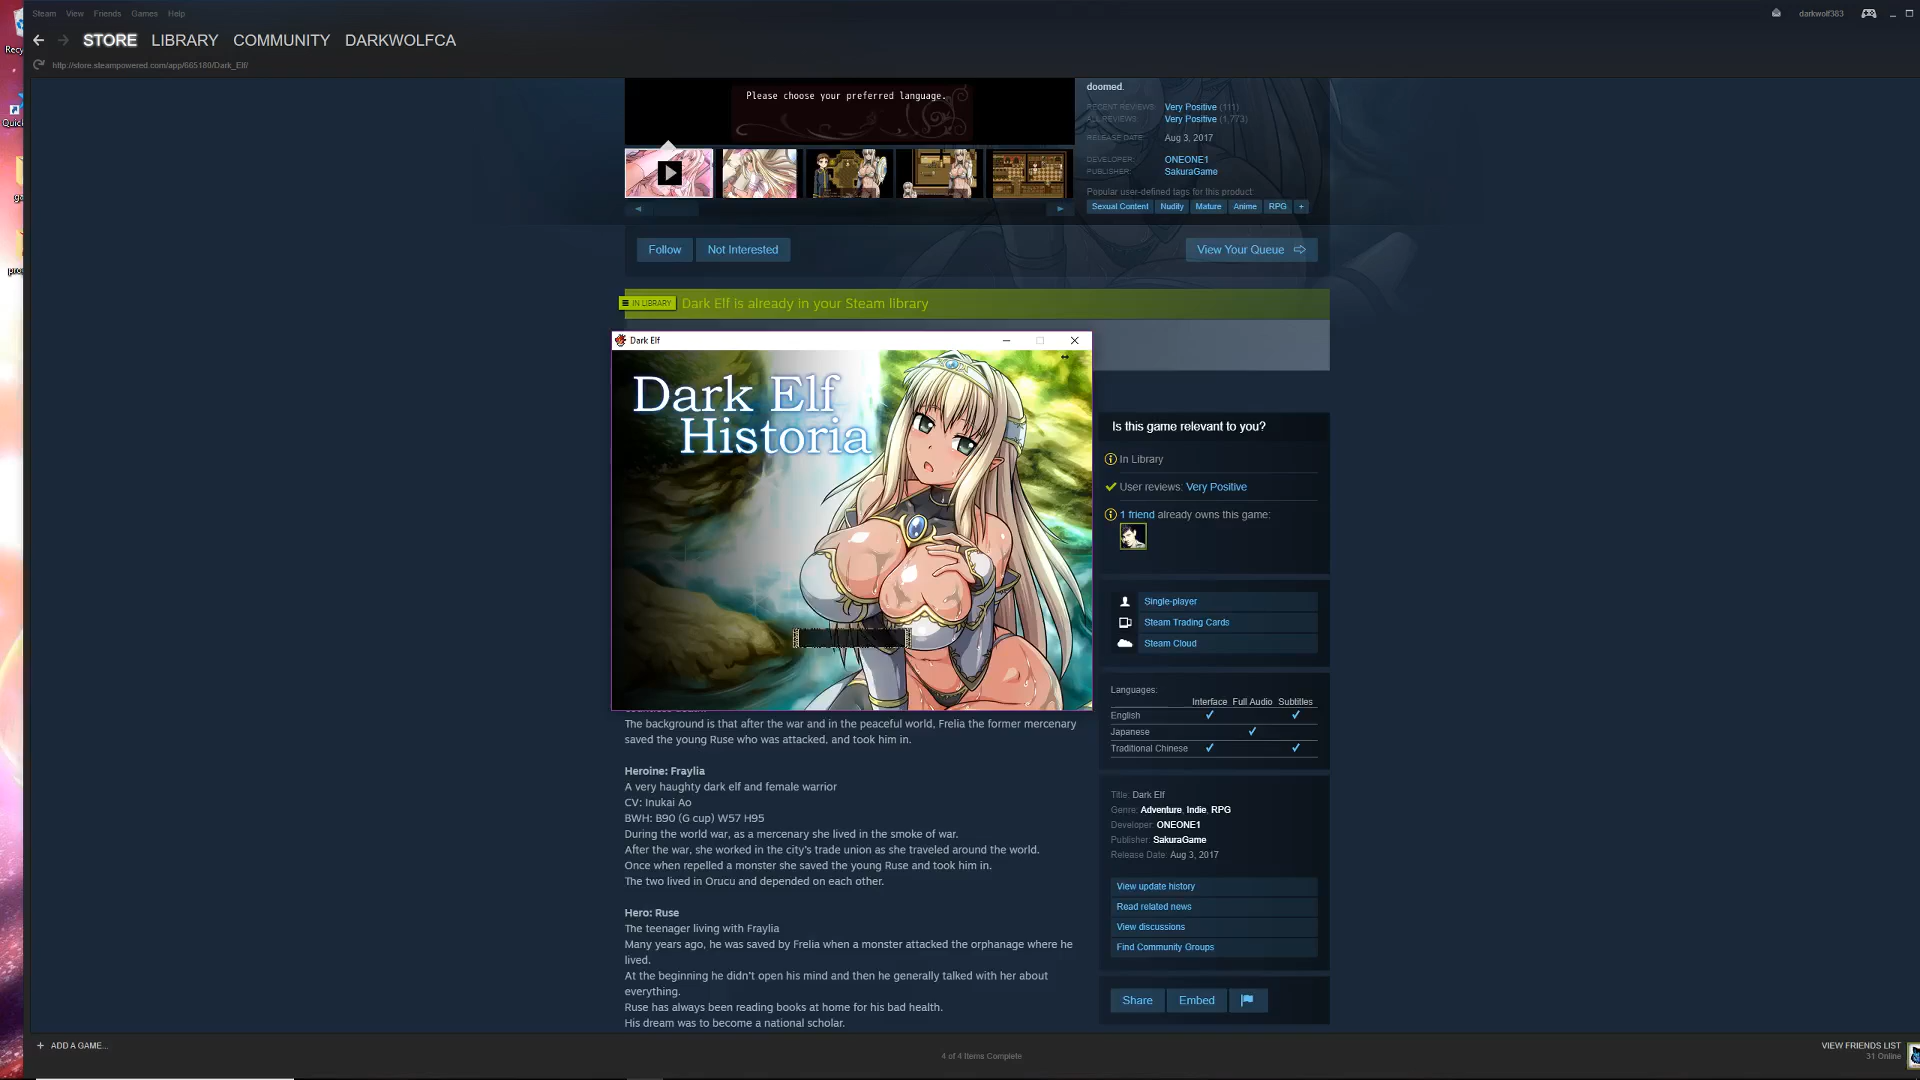 Steam View Friends Games Help
darkwolf383
STORE LIBRARY COMMUNITY DARKWOLFCA
http://store.steampowered.com/app/665180/Dark_Elf/
Please choose your preferred language.
doomed.
RECENT REVIEWS: Very Positive (111)
ALL REVIEWS: Very Positive (1,773)
RELEASE DATE: Aug 3, 2017
DEVELOPER: ONEONE1
PUBLISHER: SakuraGame
Popular user-defined tags for this product
Sexual Content Nudity Mature Anime RPG +
Follow Not Interested View Your Queue
IN LIBRARY Dark Elf is already in your Steam library
Dark Elf
Dark Elf
Historia
The background is that after the war and in the peaceful world, Frelia the former mercenary
saved the young Ruse who was attacked, and took him in.
Heroine: Fraylia
A very haughty dark elf and female warrior
CV: Inukai Ao
BWH: B90 (G cup) W57 H95
During the world war, as a mercenary she lived in the smoke of war.
After the war, she worked in the city's trade union as she traveled around the world.
Once when repelled a monster she saved the young Ruse and took him in.
The two lived in Orucu and depended on each other.
Hero: Ruse
The teenager living with Fraylia
Many years ago, he was saved by Frelia when a monster attacked the orphanage where he
lived.
At the beginning he didn't open his mind and then he generally talked with her about
everything.
Ruse has always been reading books at home for his bad health.
His dream was to become a national scholar.
Is this game relevant to you?
In Library
User reviews: Very Positive
1 friend already owns this game:
Single-player
Steam Trading Cards
Steam Cloud
Languages:
Interface Full Audio Subtitles
English
Japanese
Traditional Chinese
Title: Dark Elf
Genre: Adventure, Indie, RPG
Developer: ONEONE1
Publisher: SakuraGame
Release Date: Aug 3, 2017
View update history
Read related news
View discussions
Find Community Groups
Share Embed
+ ADD A GAME...
4 of 4 Items Complete
VIEW FRIENDS LIST
31 Online